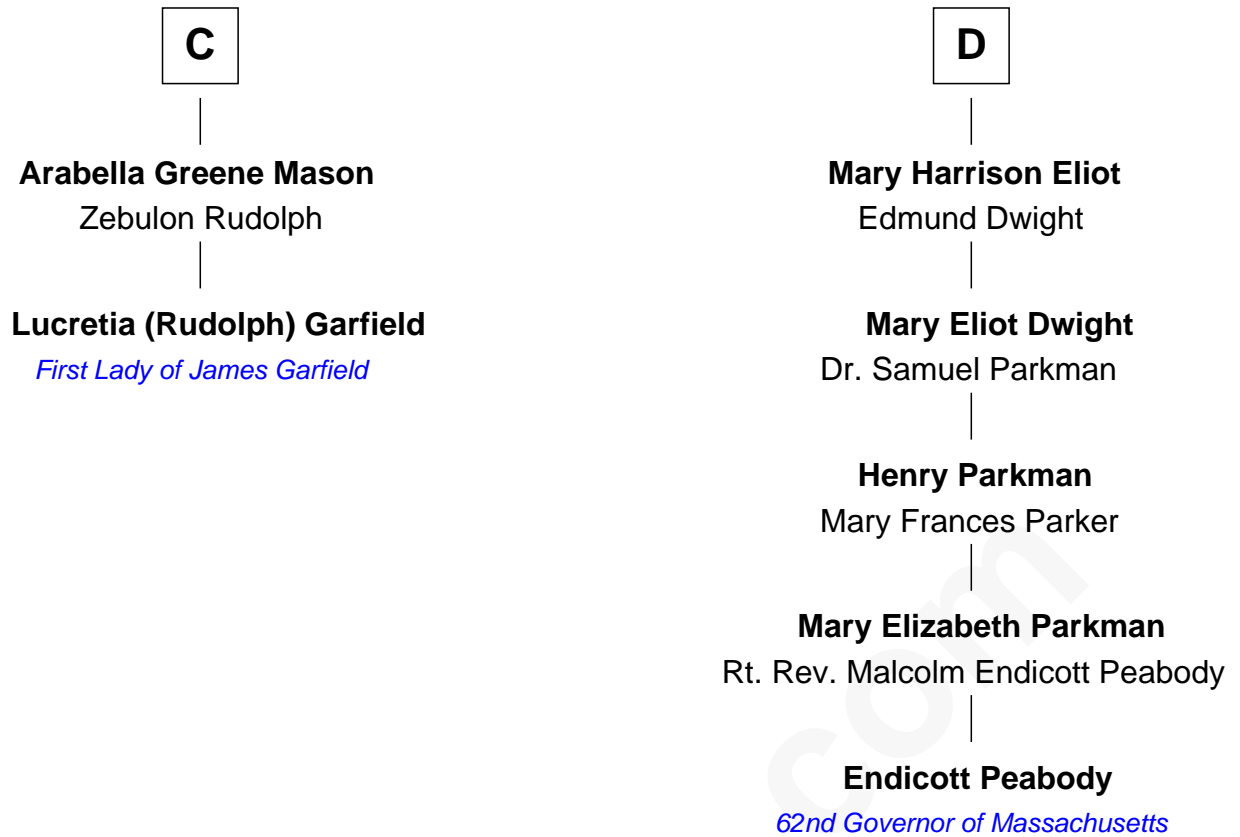 C
Arabella Greene Mason
Zebulon Rudolph
Lucretia (Rudolph) Garfield
First Lady of James Garfield
D
Mary Harrison Eliot
Edmund Dwight
Mary Eliot Dwight
Dr. Samuel Parkman
Henry Parkman
Mary Frances Parker
Mary Elizabeth Parkman
Rt. Rev. Malcolm Endicott Peabody
Endicott Peabody
62nd Governor of Massachusetts
com